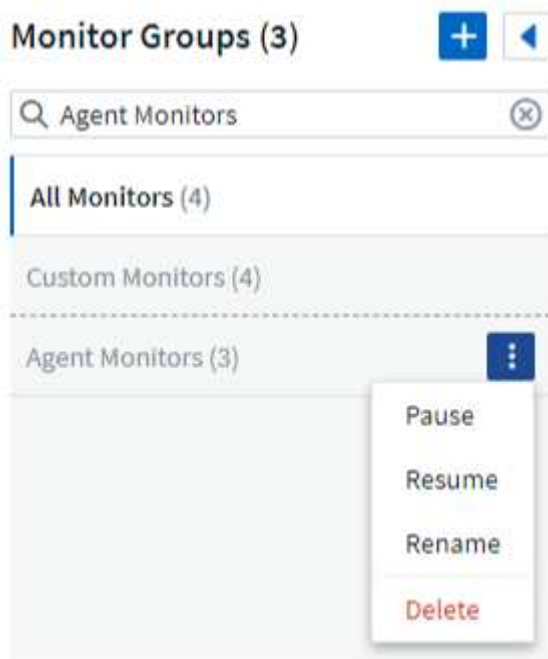 Monitor Groups (3)
Agent Monitors
All Monitors (4)
Custom Monitors (4)
Agent Monitors (3)
Pause
Resume
Rename
Delete